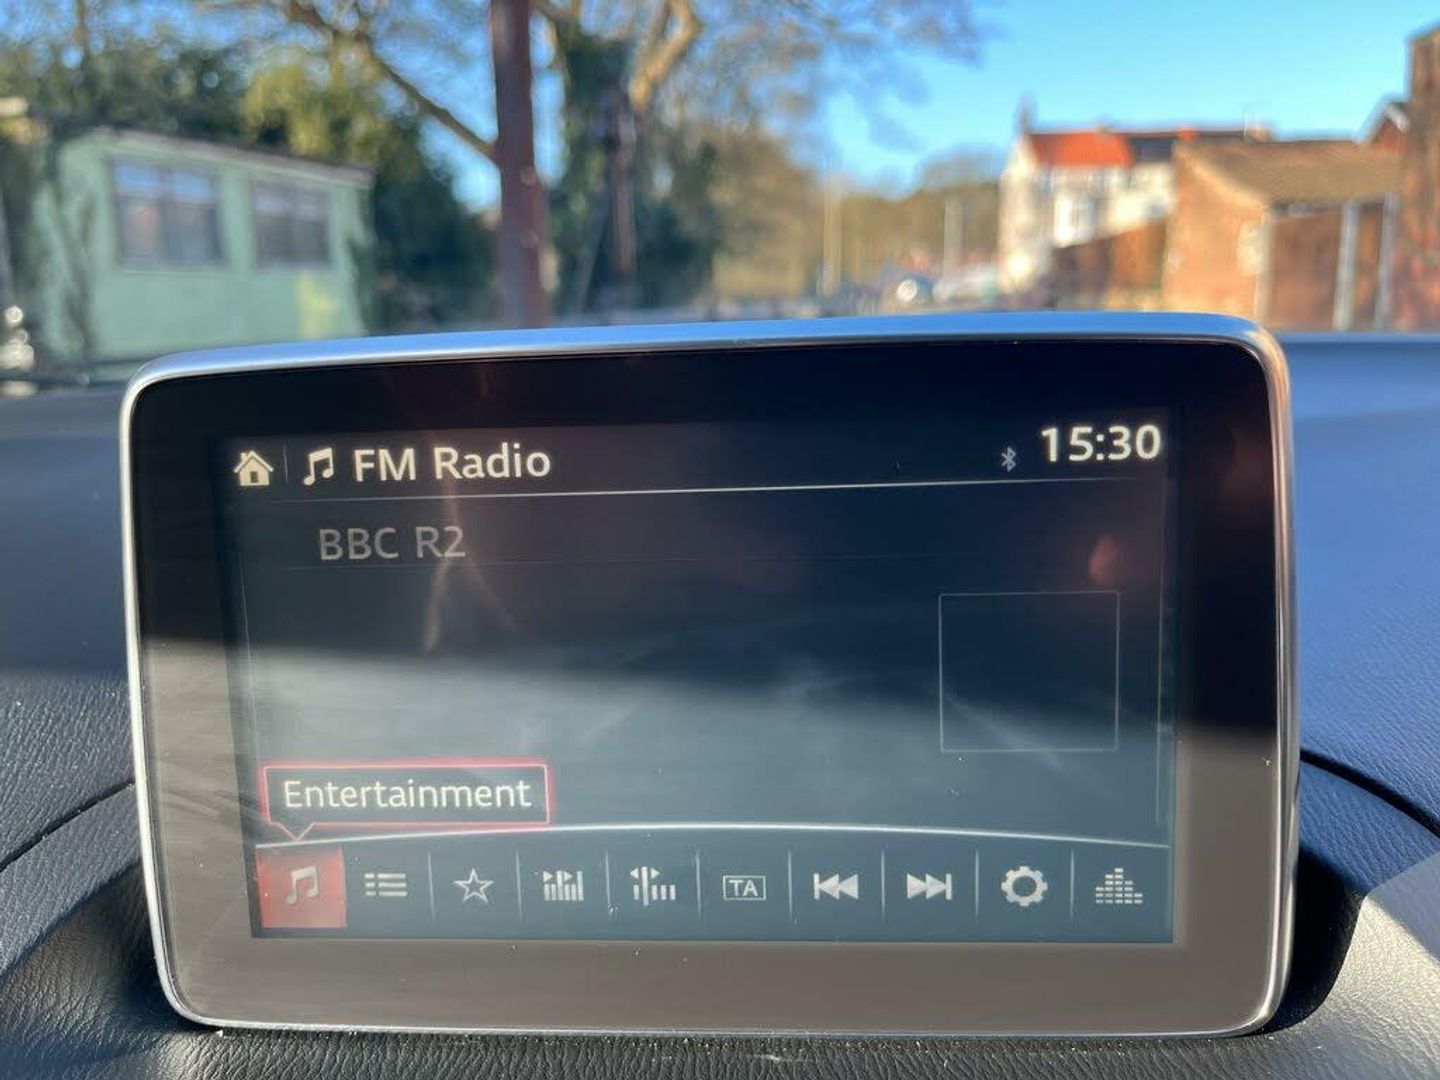 FM Radio 15:30
BBC R2
Entertainment
TA